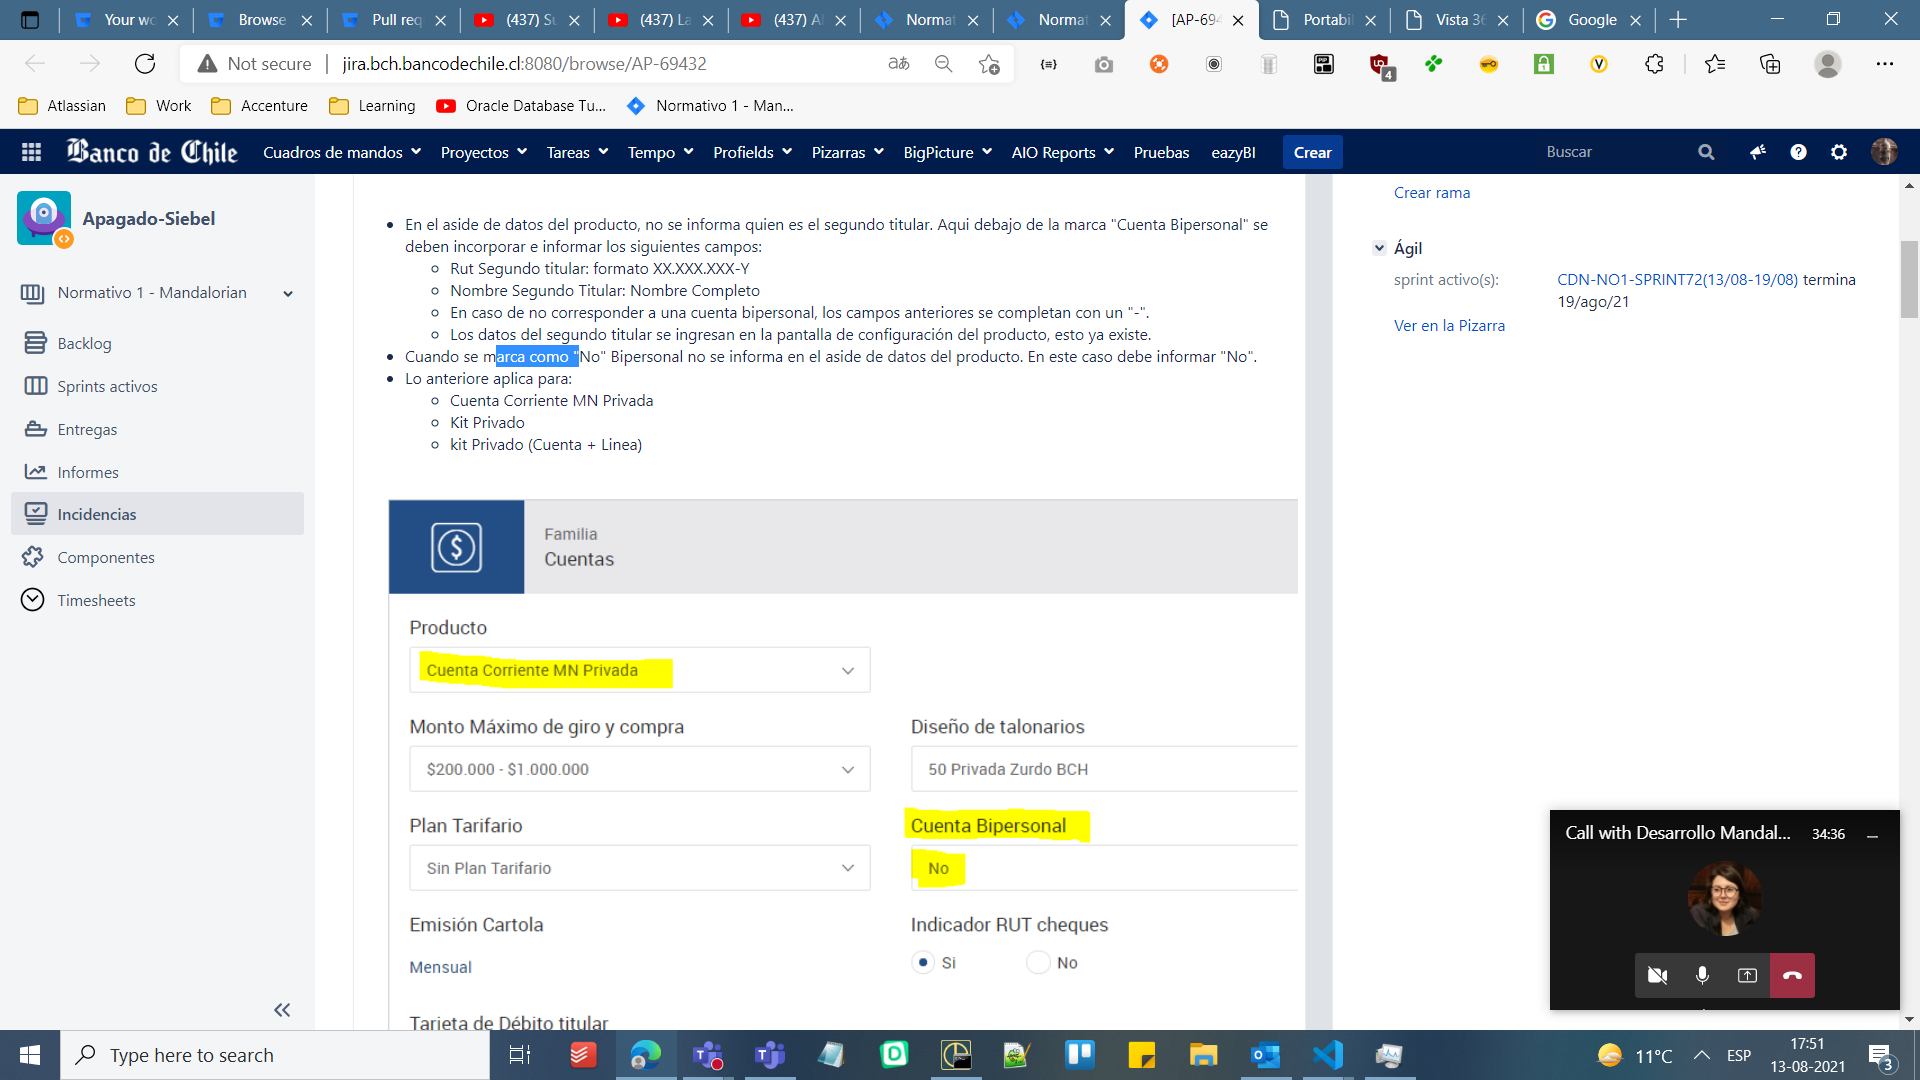 Your wo
Browse
Pull req
(437) Su
(437) La
(437) Al
Normat
Normat
[AP-694
Portabil
Vista 36
Google
Not secure
jira.bch.bancodechile.cl:8080/browse/AP-69432
4
Atlassian
Work
Accenture
Learning
Oracle Database Tu...
Normativo 1 - Man...
Banco de Chile
Cuadros de mandos
Proyectos
Tareas
Tempo
Profields
Pizarras
BigPicture
AIO Reports
Pruebas
eazyBI
Crear
Buscar
Apagado-Siebel
Normativo 1 - Mandalorian
Backlog
Sprints activos
Entregas
Informes
Incidencias
Componentes
Timesheets
En el aside de datos del producto, no se informa quien es el segundo titular. Aqui debajo de la marca "Cuenta Bipersonal" se
deben incorporar e informar los siguientes campos:
Rut Segundo titular: formato XX.XXX.XXX-Y
Nombre Segundo Titular: Nombre Completo
En caso de no corresponder a una cuenta bipersonal, los campos anteriores se completan con un "-".
Los datos del segundo titular se ingresan en la pantalla de configuración del producto, esto ya existe.
Cuando se marca como "No" Bipersonal no se informa en el aside de datos del producto. En este caso debe informar "No".
Lo anteriore aplica para:
Cuenta Corriente MN Privada
Kit Privado
kit Privado (Cuenta + Linea)
Familia
Cuentas
Producto
Cuenta Corriente MN Privada
Monto Máximo de giro y compra
Diseño de talonarios
$200.000 - $1.000.000
50 Privada Zurdo BCH
Plan Tarifario
Cuenta Bipersonal
Sin Plan Tarifario
No
Emisión Cartola
Indicador RUT cheques
Mensual
Si
No
Tarjeta de Débito titular
Crear rama
Ágil
sprint activo(s):
CDN-NO1-SPRINT72(13/08-19/08) termina
19/ago/21
Ver en la Pizarra
Call with Desarrollo Mandal...
34:36
Type here to search
11°C
ESP
17:51
13-08-2021
3